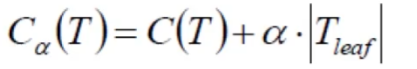 C_α(T) = C(T) + α · |T_leaf|